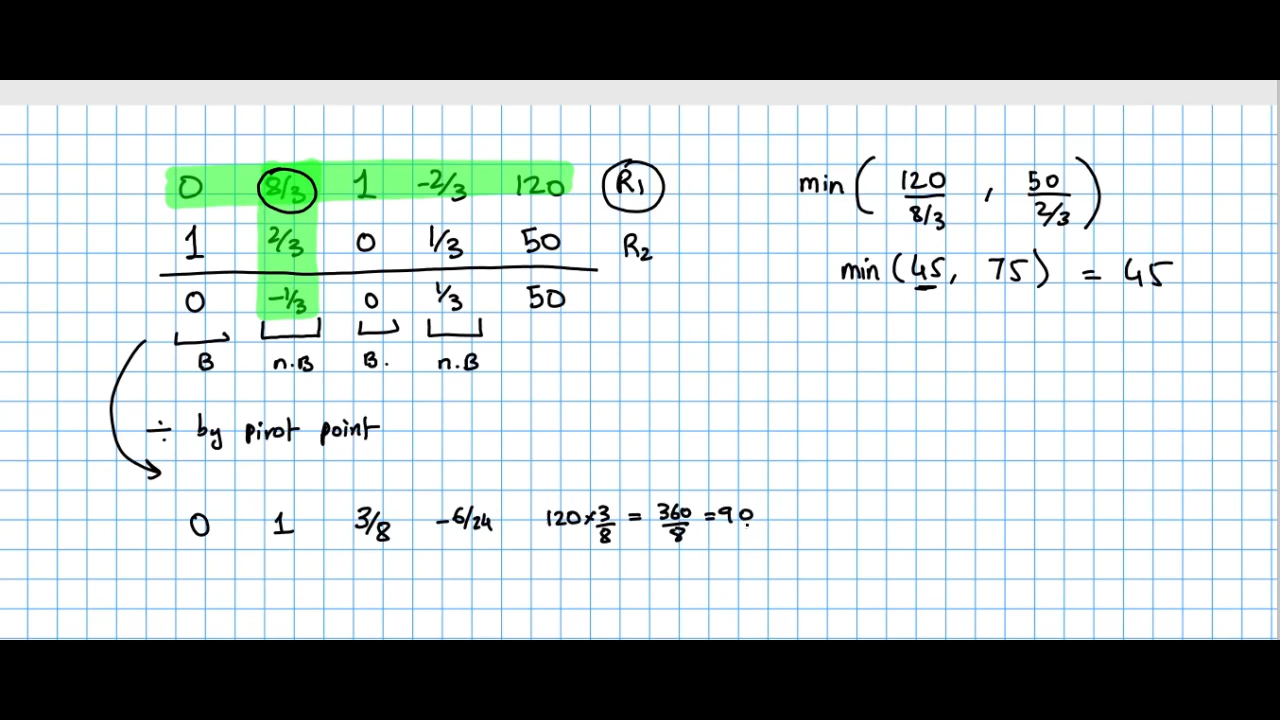 0 8/3 1 -2/3 120 R1
1 2/3 0 1/3 50 R2
0 -1/3 0 1/3 50
B n.B B. n.B
÷ by pivot point
0 1 3/8 -6/24 120×3/8 = 360/8 =90
min (120/8/3 , 50/2/3)
min (45, 75) = 45